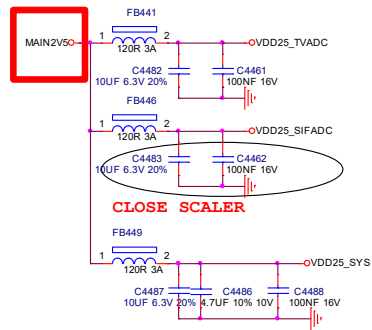 FB441
MAIN2V5
1 2
120R 3A
VDD25_TVADC
C4482 C4461
10UF 6.3V 20% 100NF 16V
FB446
1 2
120R 3A
VDD25_SIFADC
C4483 C4462
10UF 6.3V 20% 100NF 16V
CLOSE SCALER
FB449
1 2
120R 3A
VDD25_SYS
C4487 C4486 C4488
10UF 6.3V 20% 4.7UF 10% 10V 100NF 16V